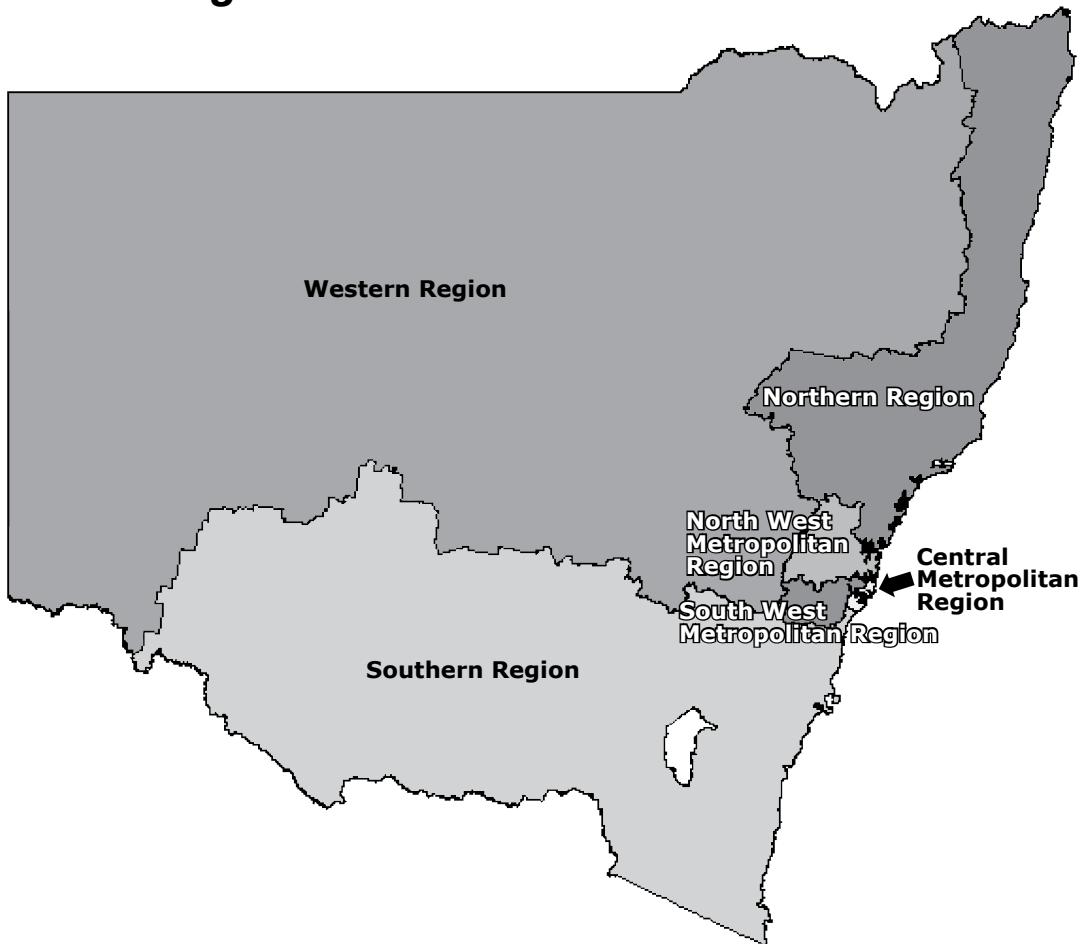 Western Region
Northern Region
North West
Metropolitan
Region
Central
Metropolitan
Region
South West
Metropolitan Region
Southern Region